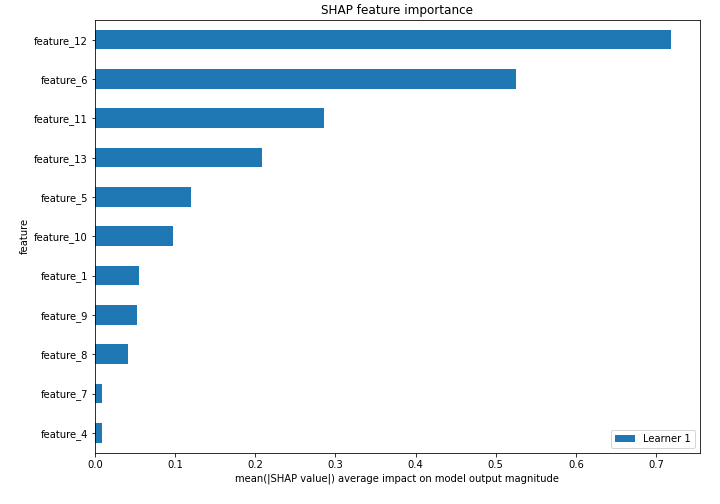 SHAP feature importance
feature_12
feature_6
feature_11
feature_13
feature_5
feature_10
feature_1
feature_9
feature_8
feature_7
feature_4
feature
Learner 1
0.0 0.1 0.2 0.3 0.4 0.5 0.6 0.7
mean(|SHAP value|) average impact on model output magnitude